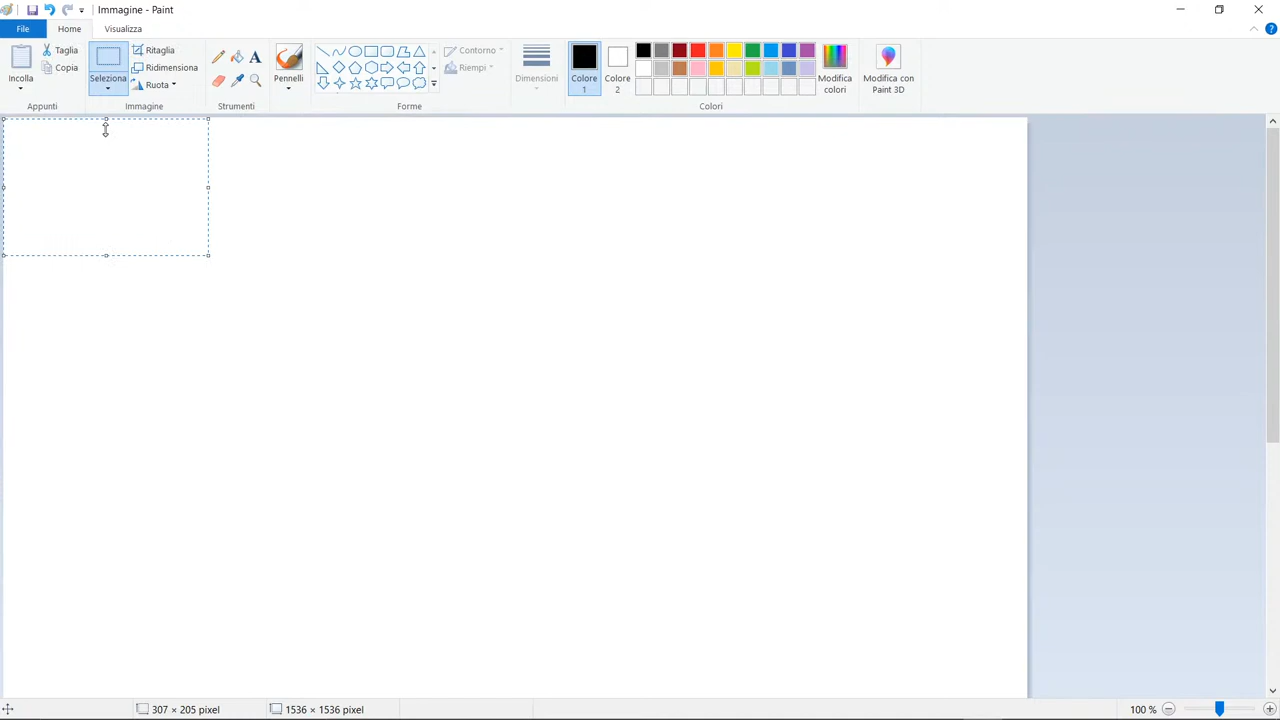 Immagine - Paint
File Home Visualizza
Incolla
Appunti
Taglia
Copia
Seleziona
Ritaglia
Ridimensiona
Ruota
Immagine
A
Strumenti
Pennelli
Contorno
Riempi
Forme
Dimensioni
Colore
1
Colore
2
Modifica
colori
Colori
Modifica con
Paint 3D
?
307 × 205 pixel
1536 × 1536 pixel
100 %